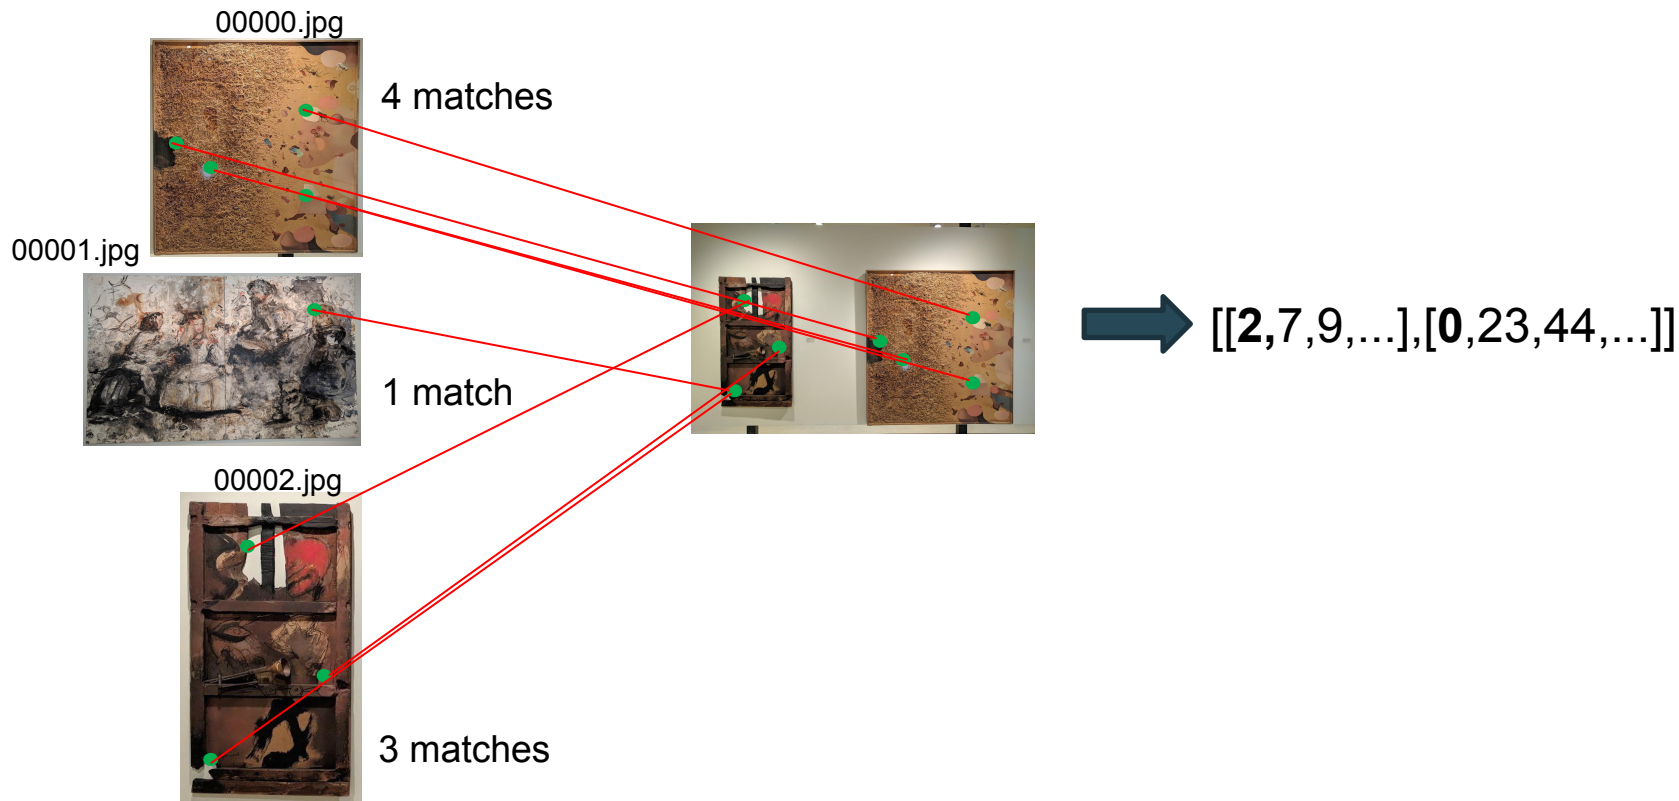 00000.jpg
4 matches
00001.jpg
1 match
00002.jpg
3 matches
[[2,7,9,...],[0,23,44,...]]